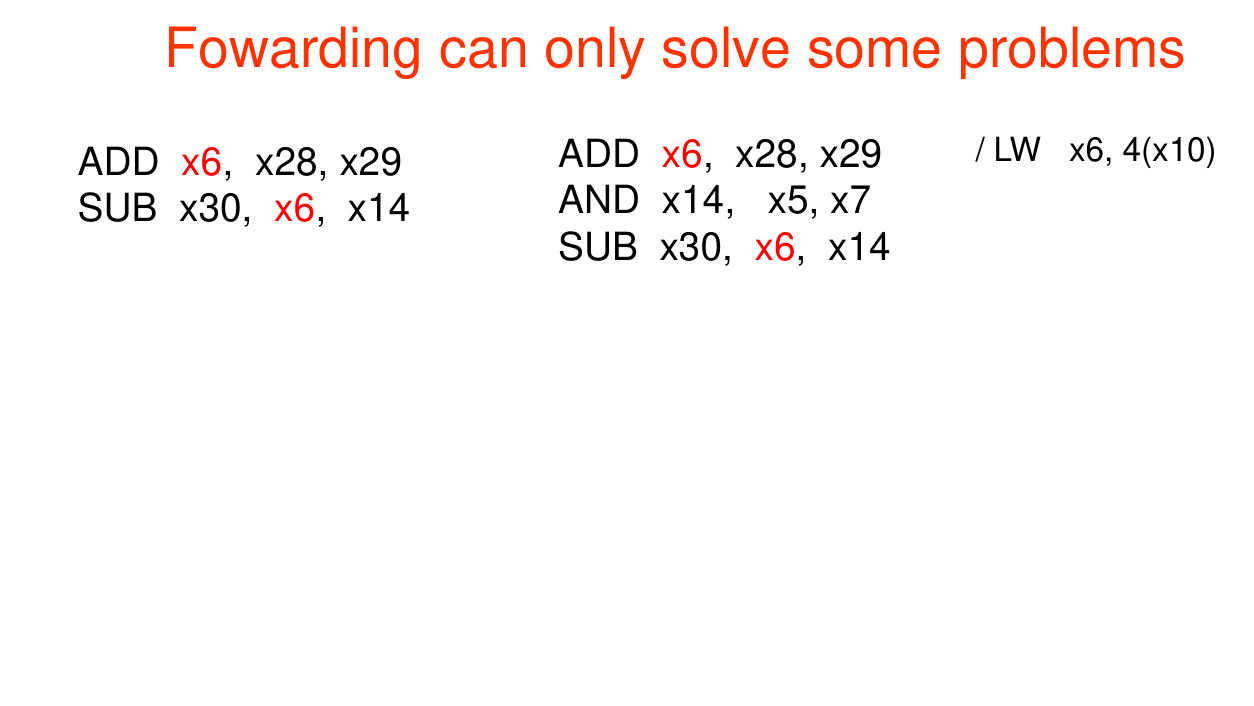 Fowarding can only solve some problems
ADD x6, x28, x29
SUB x30, x6, x14
ADD x6, x28, x29 / LW x6, 4(x10)
AND x14, x5, x7
SUB x30, x6, x14